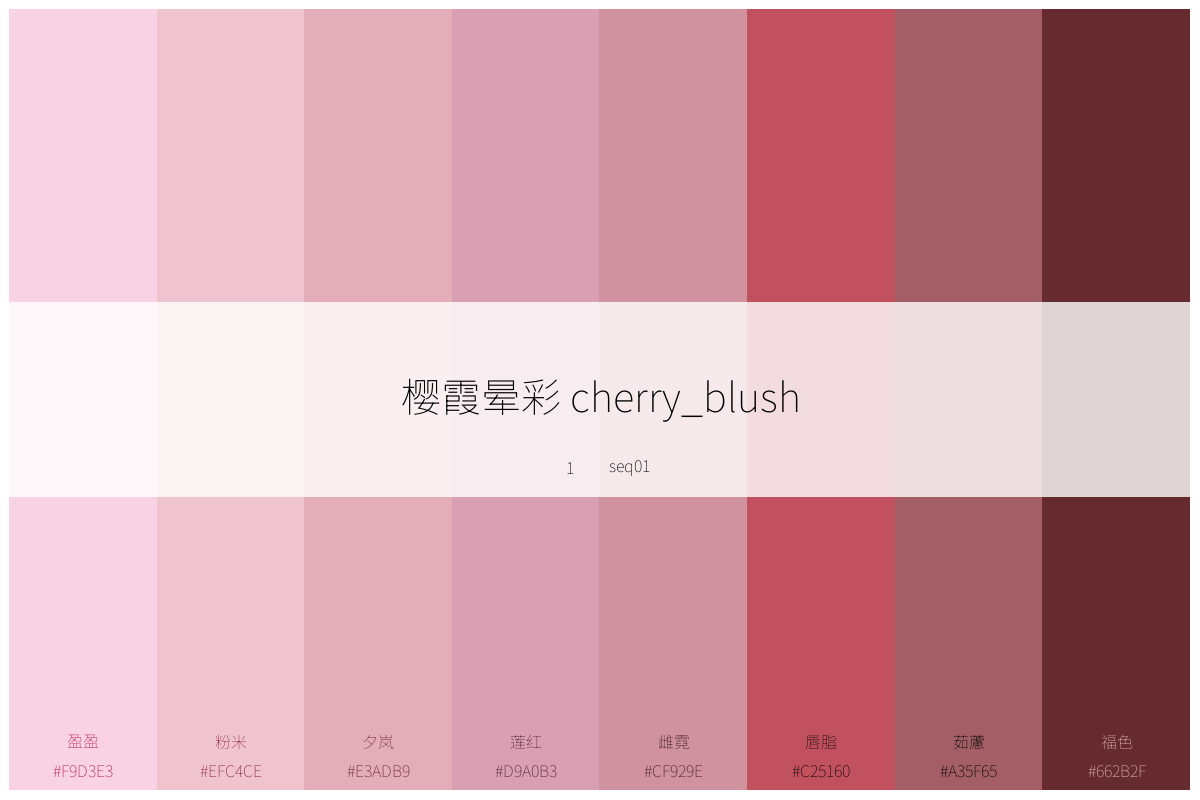 樱霞晕彩 cherry_blush
1 seq01
盈盈 粉米 夕岚 莲红 雌霓 唇脂 茹藘 福色
#F9D3E3 #EFC4CE #E3ADB9 #D9A0B3 #CF929E #C25160 #A35F65 #662B2F